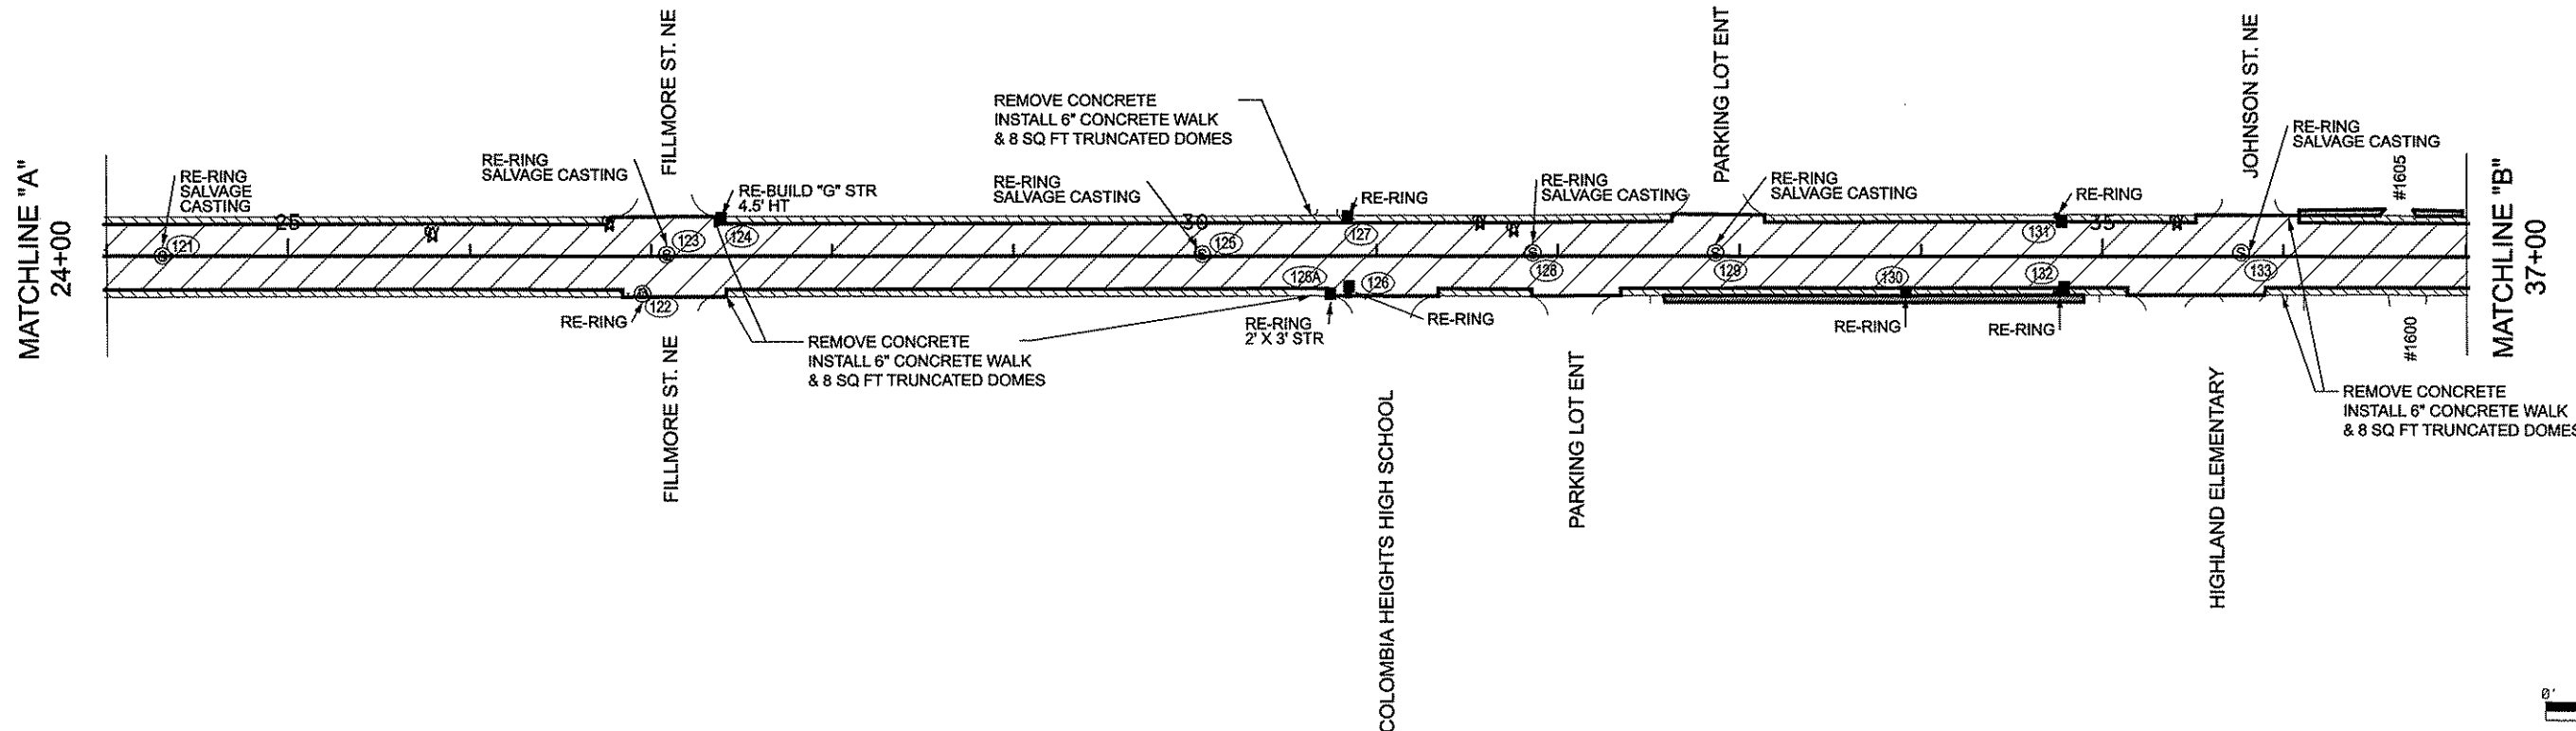 MATCHLINE "A"
24+00
RE-RING
SALVAGE
CASTING
121
25
RE-RING
SALVAGE CASTING
FILLMORE ST. NE
123
RE-BUILD "G" STR
4.5' HT
124
RE-RING
122
FILLMORE ST. NE
REMOVE CONCRETE
INSTALL 6" CONCRETE WALK
& 8 SQ FT TRUNCATED DOMES
REMOVE CONCRETE
INSTALL 6" CONCRETE WALK
& 8 SQ FT TRUNCATED DOMES
RE-RING
SALVAGE CASTING
30
125
RE-RING
127
126A
126
RE-RING
2' X 3' STR
RE-RING
COLOMBIA HEIGHTS HIGH SCHOOL
RE-RING
SALVAGE CASTING
S
128
PARKING LOT ENT
PARKING LOT ENT
RE-RING
SALVAGE CASTING
S
129
130
RE-RING
RE-RING
131
35
132
RE-RING
JOHNSON ST. NE
RE-RING
SALVAGE CASTING
S
133
HIGHLAND ELEMENTARY
#1605
#1600
REMOVE CONCRETE
INSTALL 6" CONCRETE WALK
& 8 SQ FT TRUNCATED DOMES
MATCHLINE "B"
37+00
0'